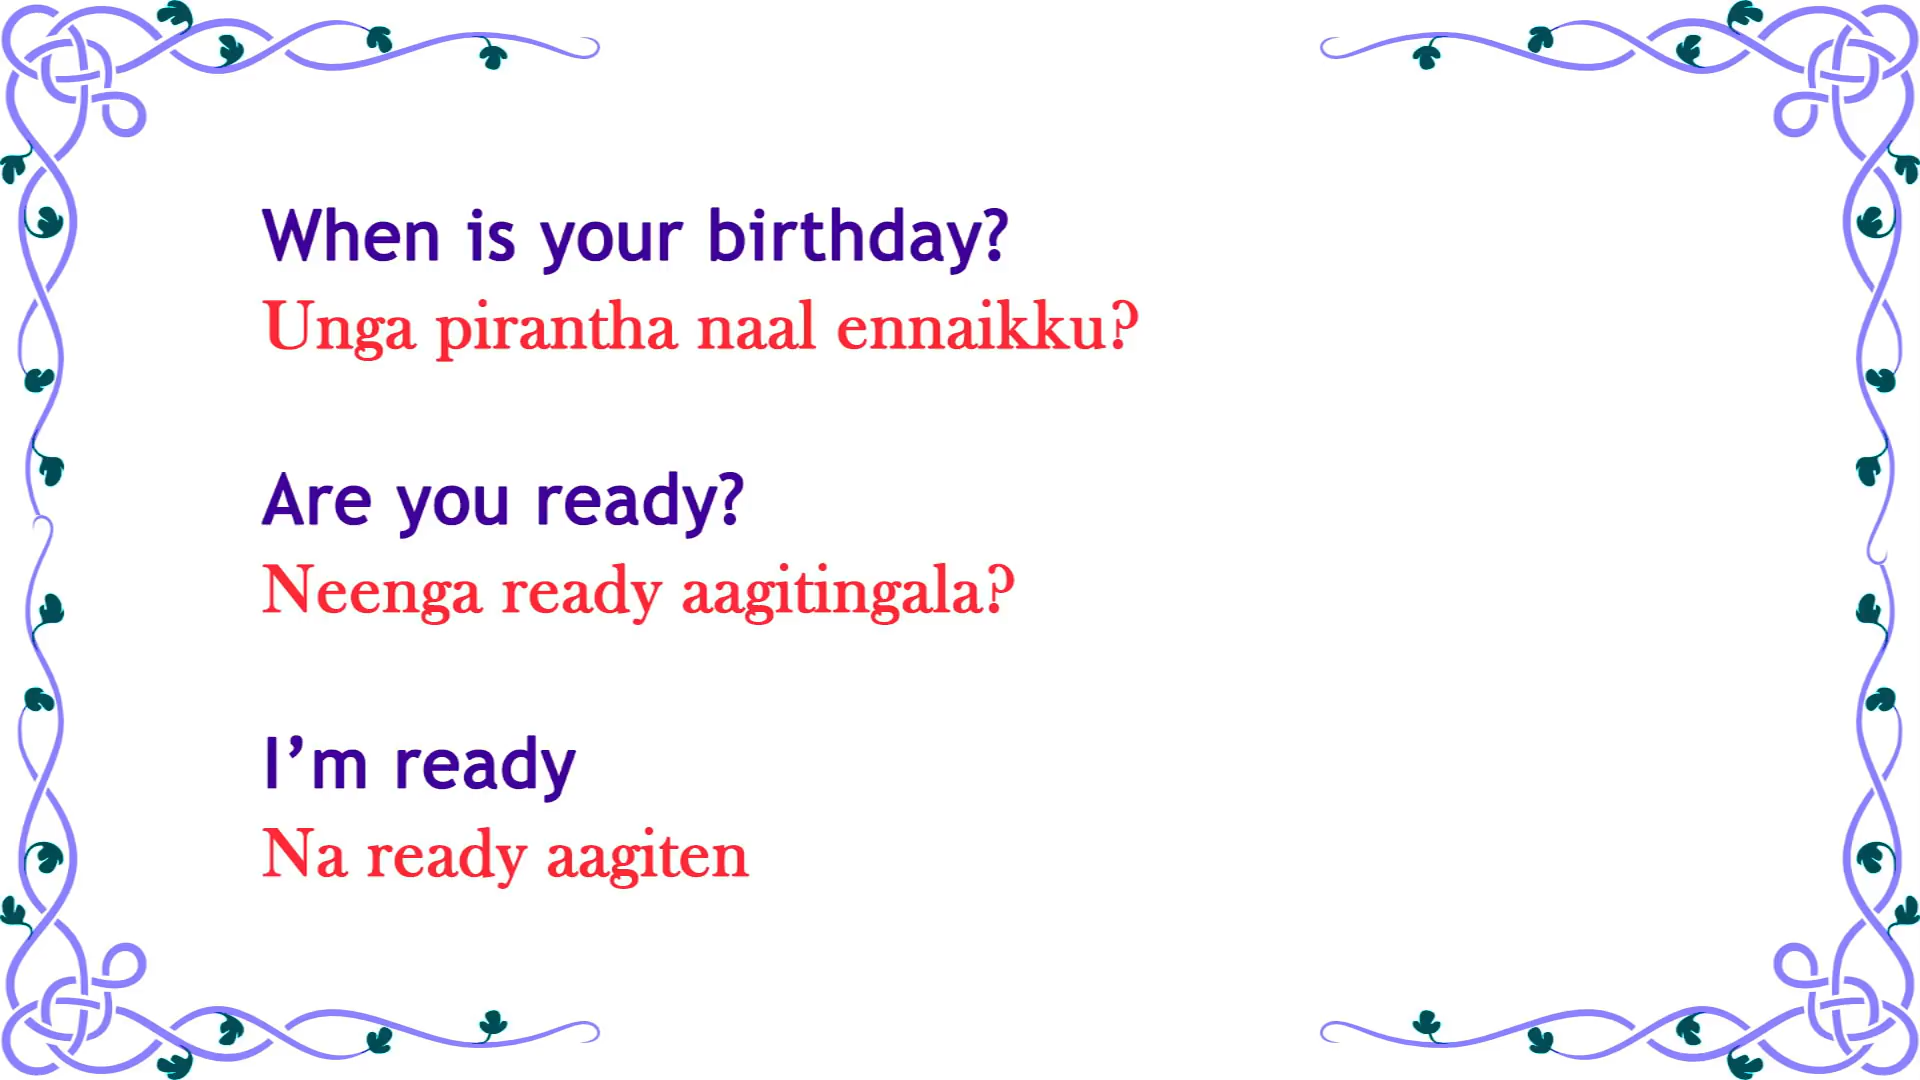 When is your birthday?
Unga pirantha naal ennaikku?
Are you ready?
Neenga ready aagitingala?
I’m ready
Na ready aagiten